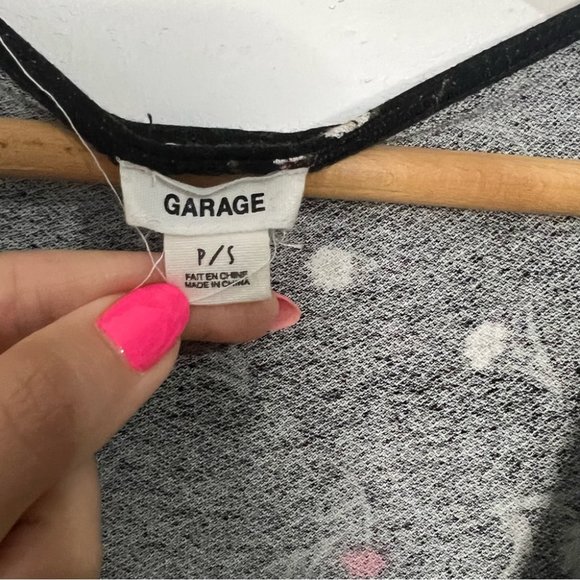 GARAGE
P/S
FAIT EN CHINE
MADE IN CHINA